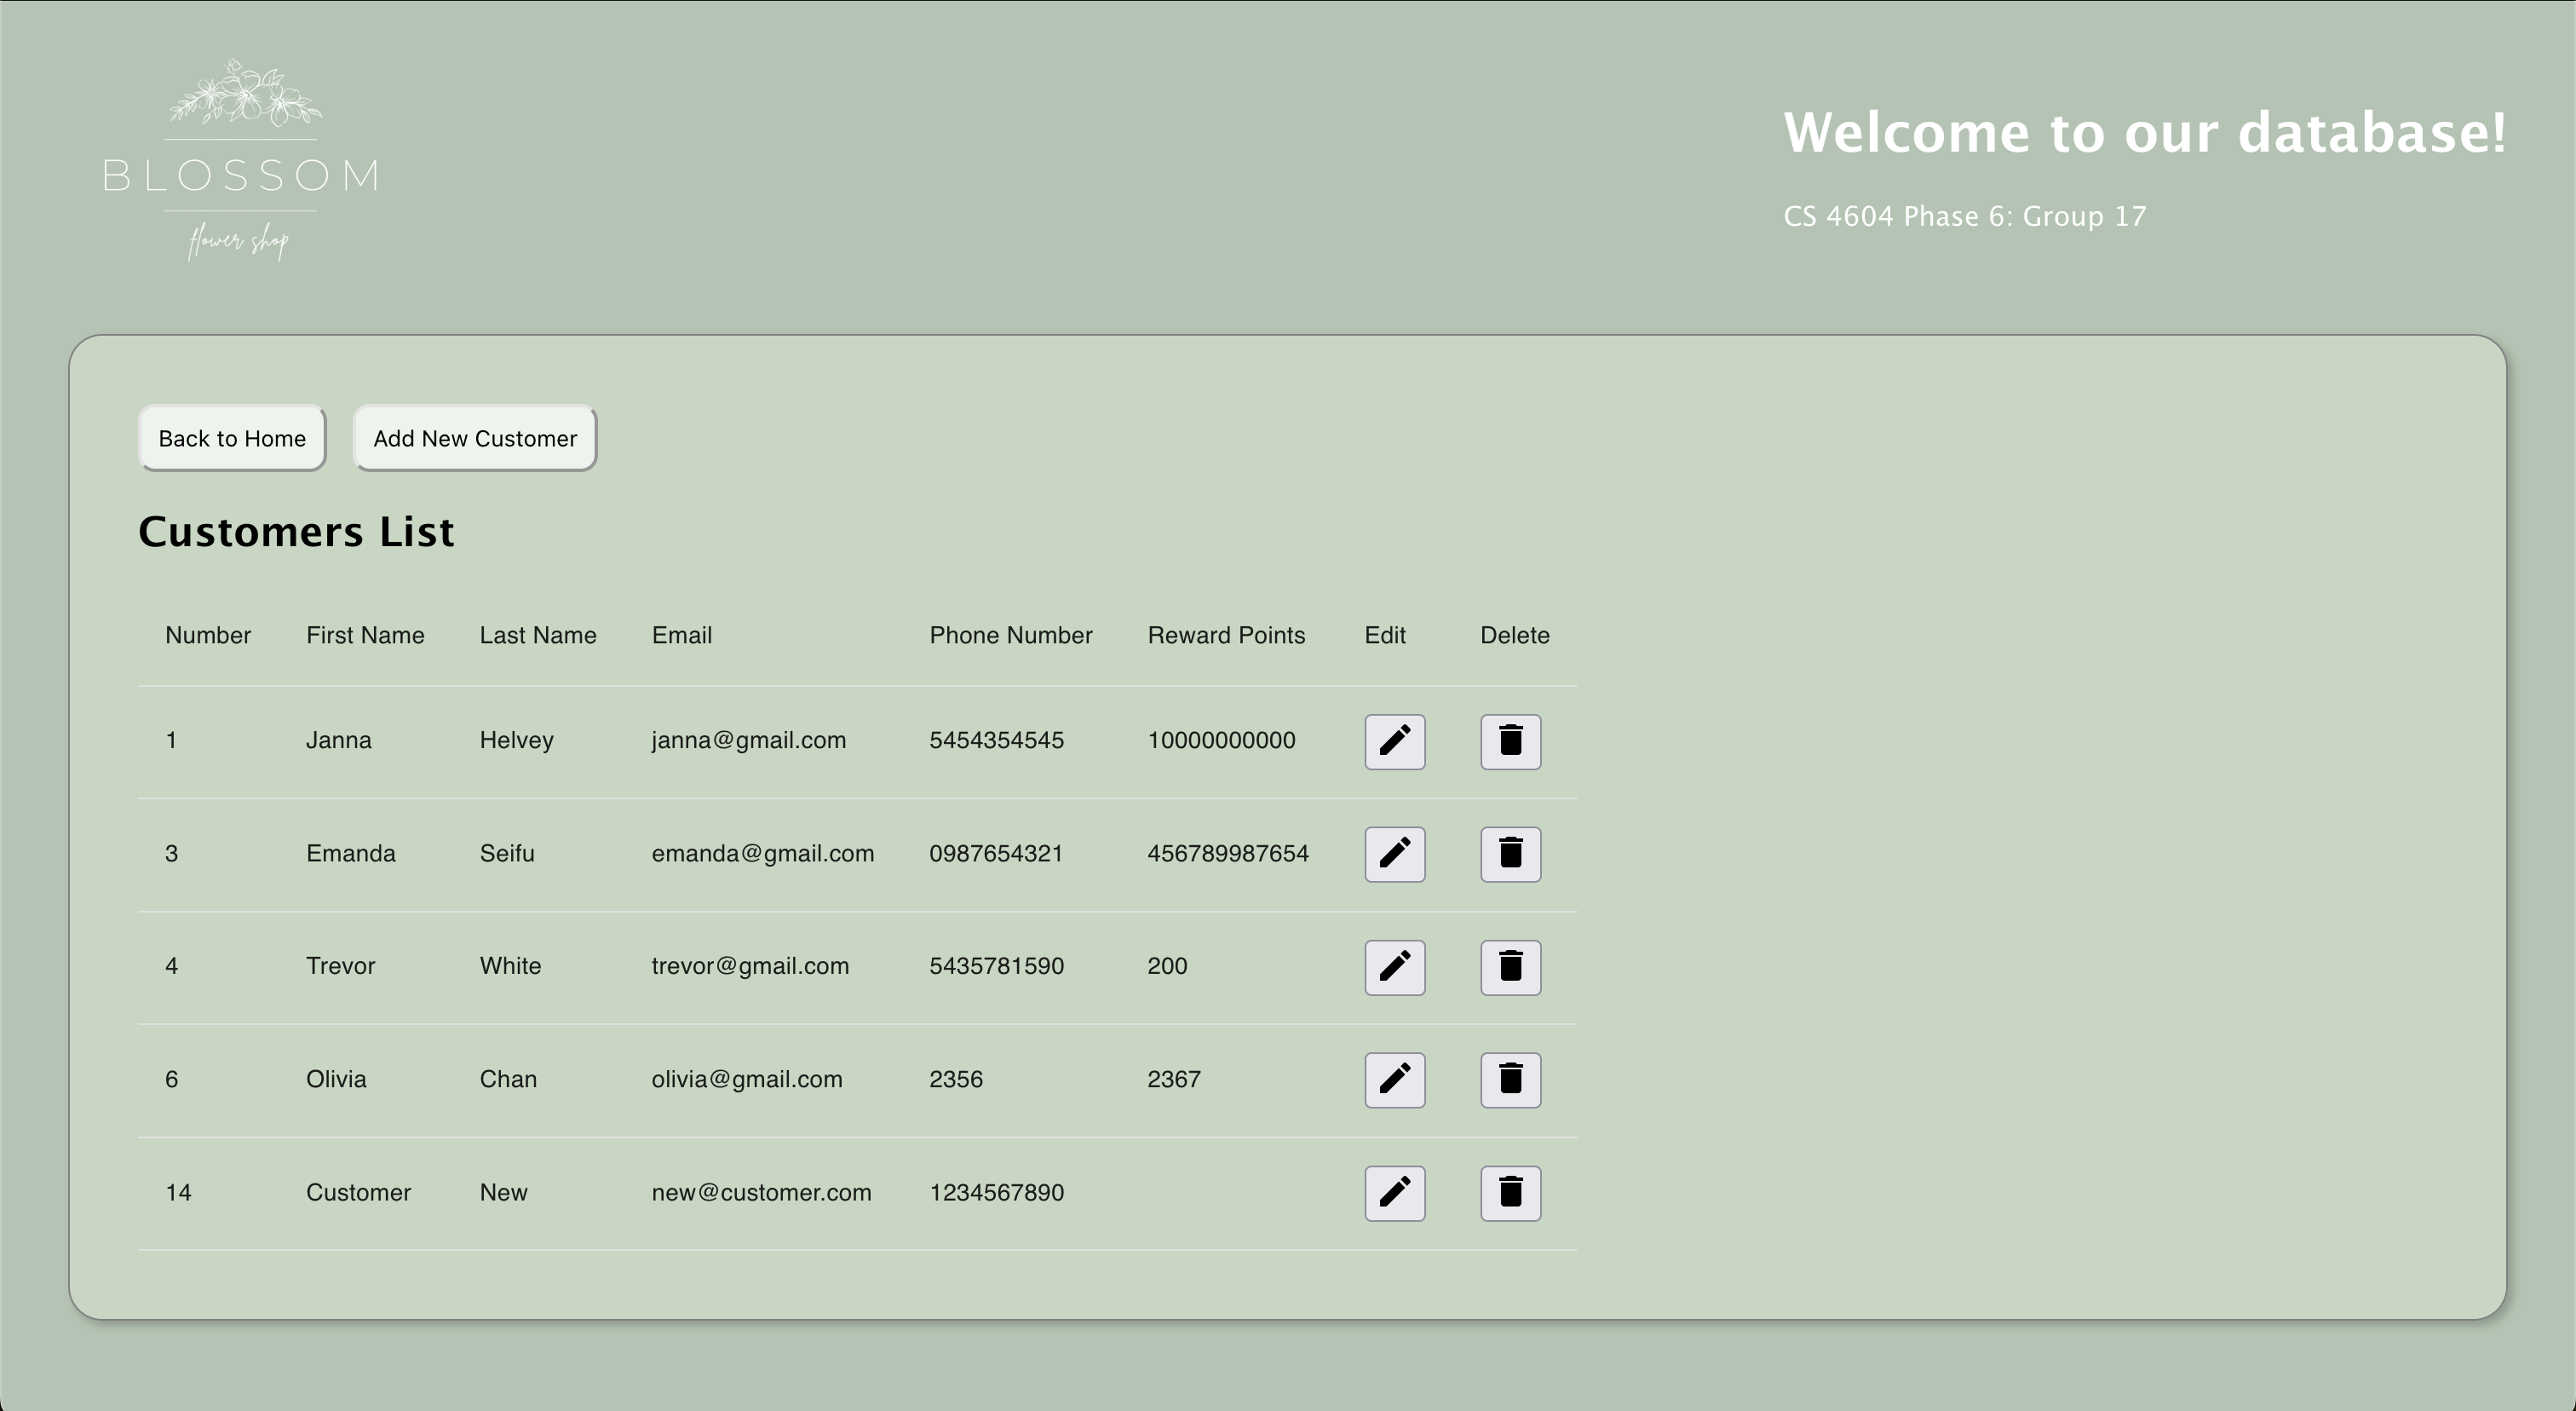 BLOSSOM
flower shop
Welcome to our database!
CS 4604 Phase 6: Group 17
Back to Home Add New Customer
Customers List
Number First Name Last Name Email Phone Number Reward Points Edit Delete
1 Janna Helvey janna@gmail.com 5454354545 10000000000
3 Emanda Seifu emanda@gmail.com 0987654321 456789987654
4 Trevor White trevor@gmail.com 5435781590 200
6 Olivia Chan olivia@gmail.com 2356 2367
14 Customer New new@customer.com 1234567890